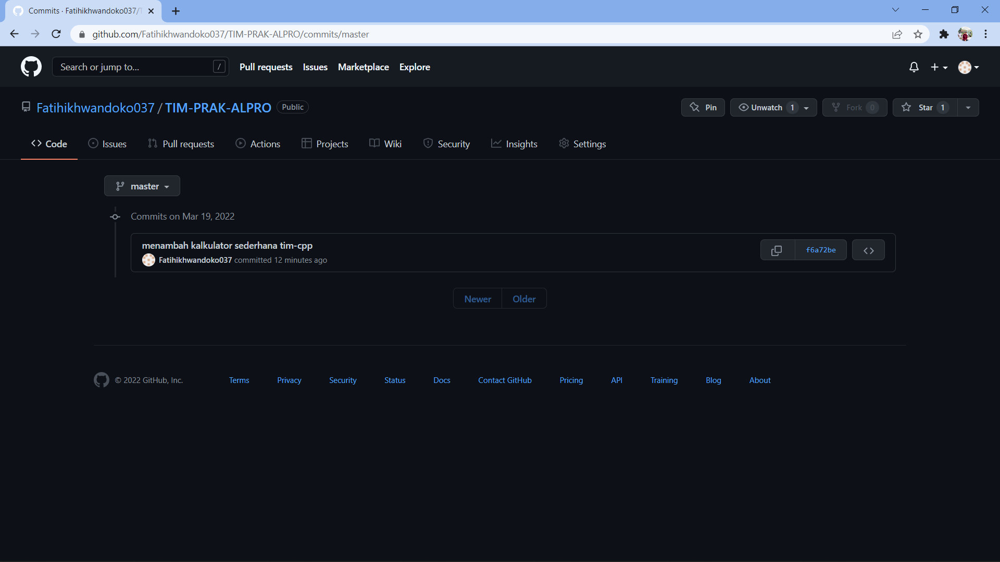 Commits · Fatihikhwandoko037/T
github.com/Fatihikhwandoko037/TIM-PRAK-ALPRO/commits/master
Search or jump to... / Pull requests Issues Marketplace Explore
Fatihikhwandoko037 / TIM-PRAK-ALPRO Public Pin Unwatch 1 Fork 0 Star 1
Code Issues Pull requests Actions Projects Wiki Security Insights Settings
master
Commits on Mar 19, 2022
menambah kalkulator sederhana tim-cpp
Fatihikhwandoko037 committed 12 minutes ago
f6a72be
Newer Older
© 2022 GitHub, Inc. Terms Privacy Security Status Docs Contact GitHub Pricing API Training Blog About